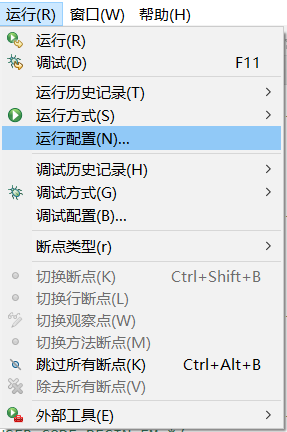 运行(R) 窗口(W) 帮助(H)
运行(R)
调试(D) F11
运行历史记录(T)
运行方式(S)
运行配置(N)...
调试历史记录(H)
调试方式(G)
调试配置(B)...
断点类型(r)
切换断点(K) Ctrl+Shift+B
切换行断点(L)
切换观察点(W)
切换方法断点(M)
跳过所有断点(K) Ctrl+Alt+B
除去所有断点(V)
外部工具(E)